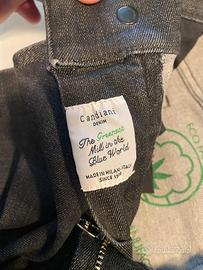 Candiani
DENIM
The Greenest
Mill in the
Blue World
MADE IN MILANO-ITALY
SINCE 1938